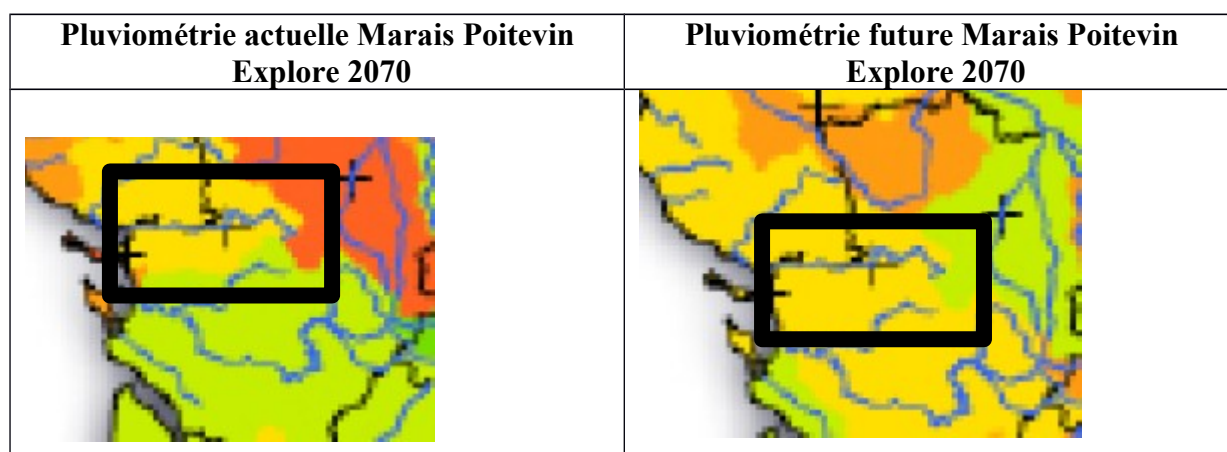 Pluviométrie actuelle Marais Poitevin
Explore 2070
Pluviométrie future Marais Poitevin
Explore 2070